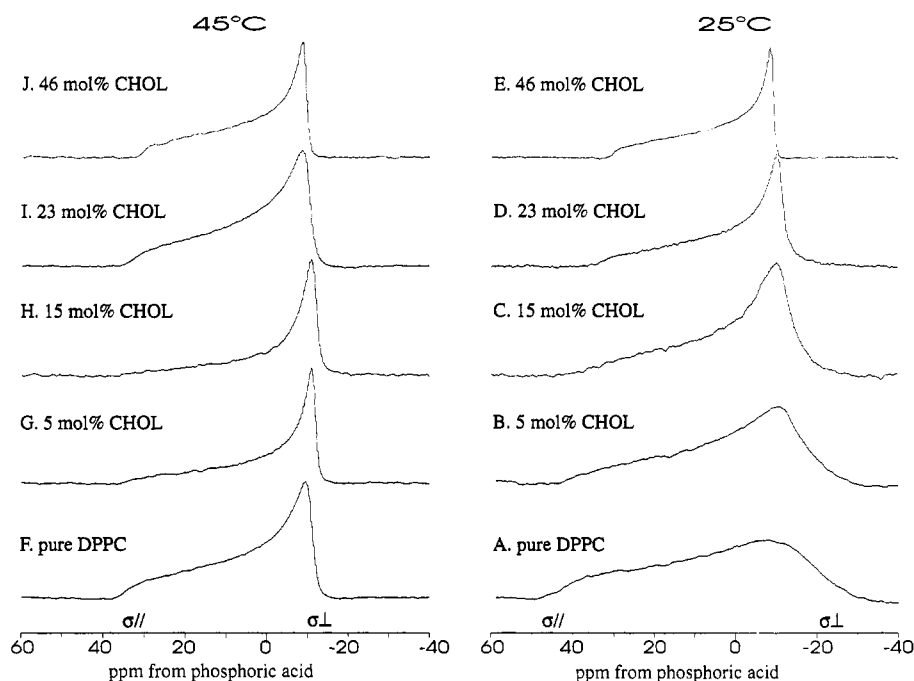 45°C
J. 46 mol% CHOL
I. 23 mol% CHOL
H. 15 mol% CHOL
G. 5 mol% CHOL
F. pure DPPC
σ// σ⊥
60 40 20 0 -20 -40
ppm from phosphoric acid
25°C
E. 46 mol% CHOL
D. 23 mol% CHOL
C. 15 mol% CHOL
B. 5 mol% CHOL
A. pure DPPC
σ// σ⊥
60 40 20 0 -20 -40
ppm from phosphoric acid